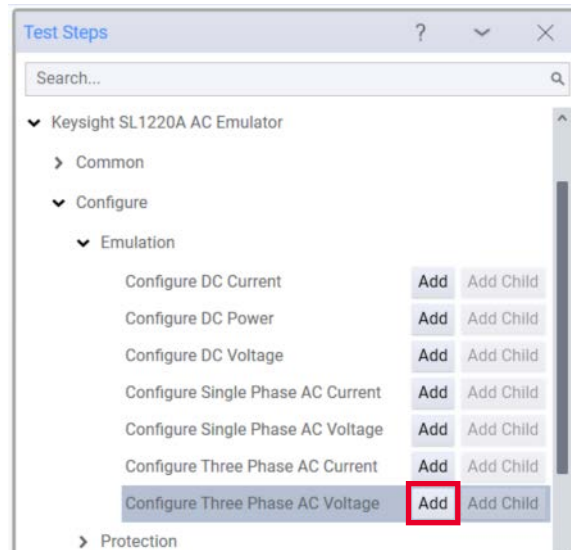 Test Steps ?
Search...
Keysight SL1220A AC Emulator
Common
Configure
Emulation
Configure DC Current Add Add Child
Configure DC Power Add Add Child
Configure DC Voltage Add Add Child
Configure Single Phase AC Current Add Add Child
Configure Single Phase AC Voltage Add Add Child
Configure Three Phase AC Current Add Add Child
Configure Three Phase AC Voltage Add Add Child
Protection